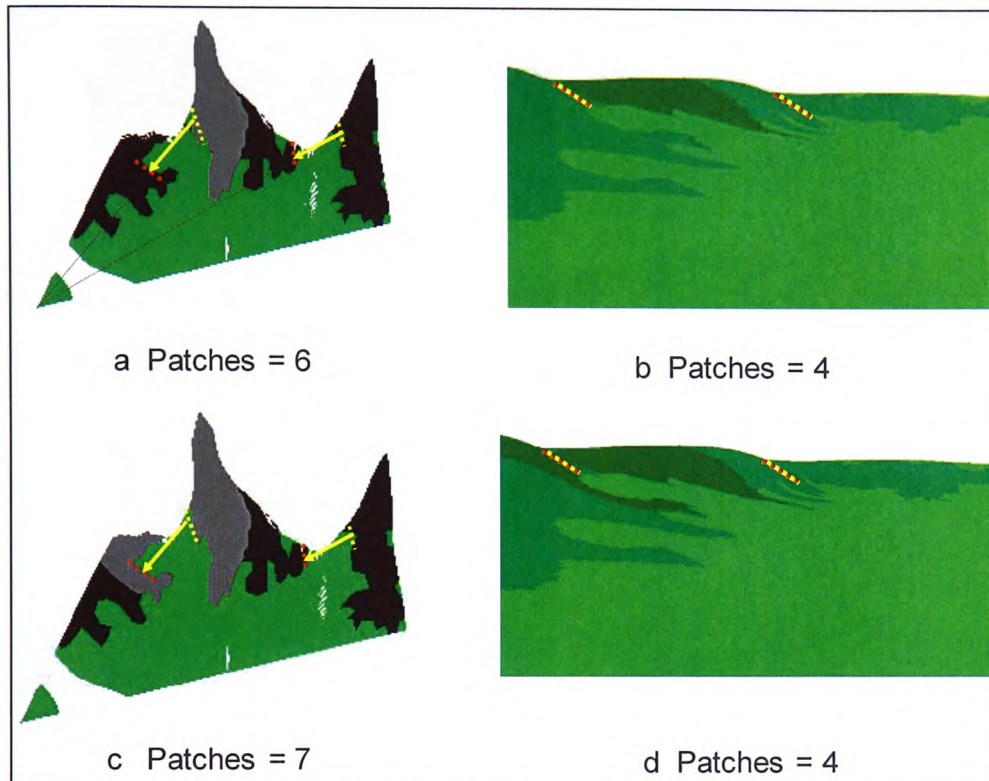 a Patches = 6
b Patches = 4
c Patches = 7
d Patches = 4